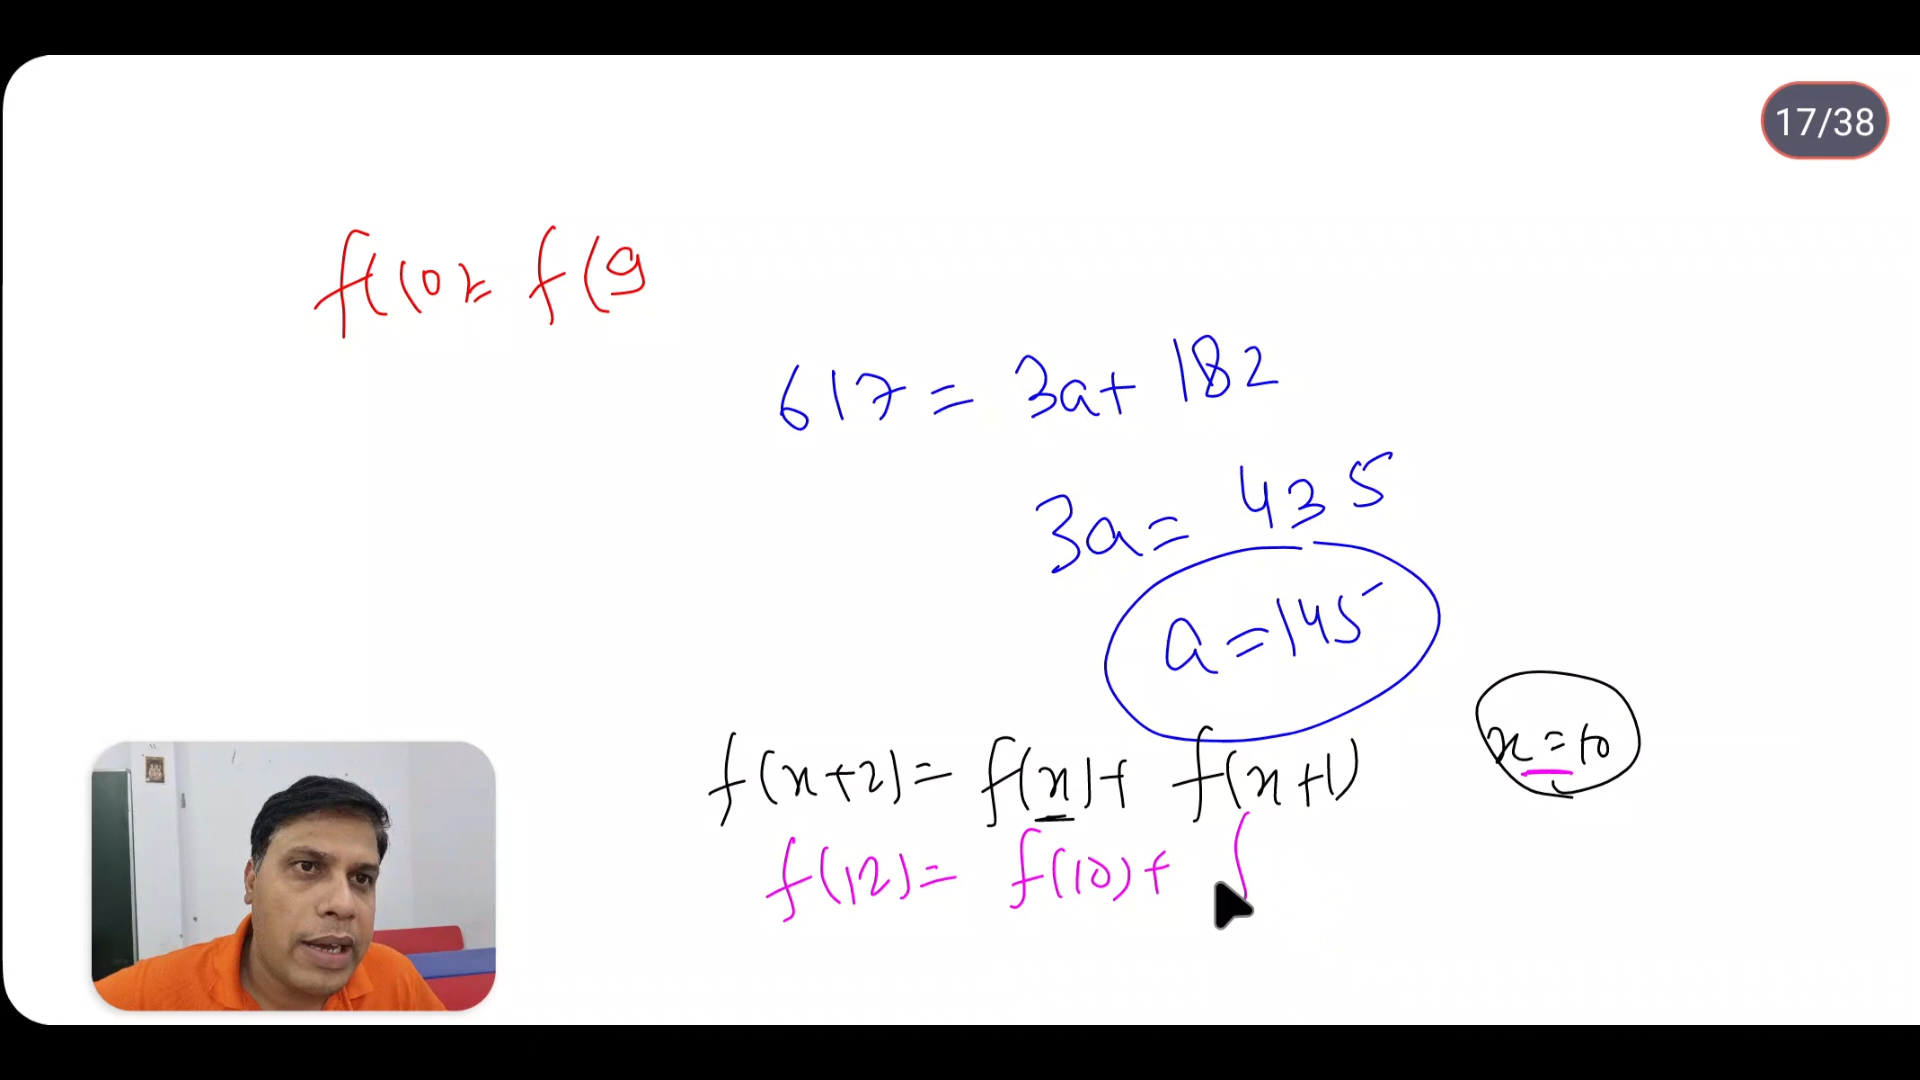 17/38
f(10) = f(9
617 = 3a + 182
3a = 435
a = 145
x = 10
f(x+2) = f(x) + f(x+1)
f(12) = f(10) + f